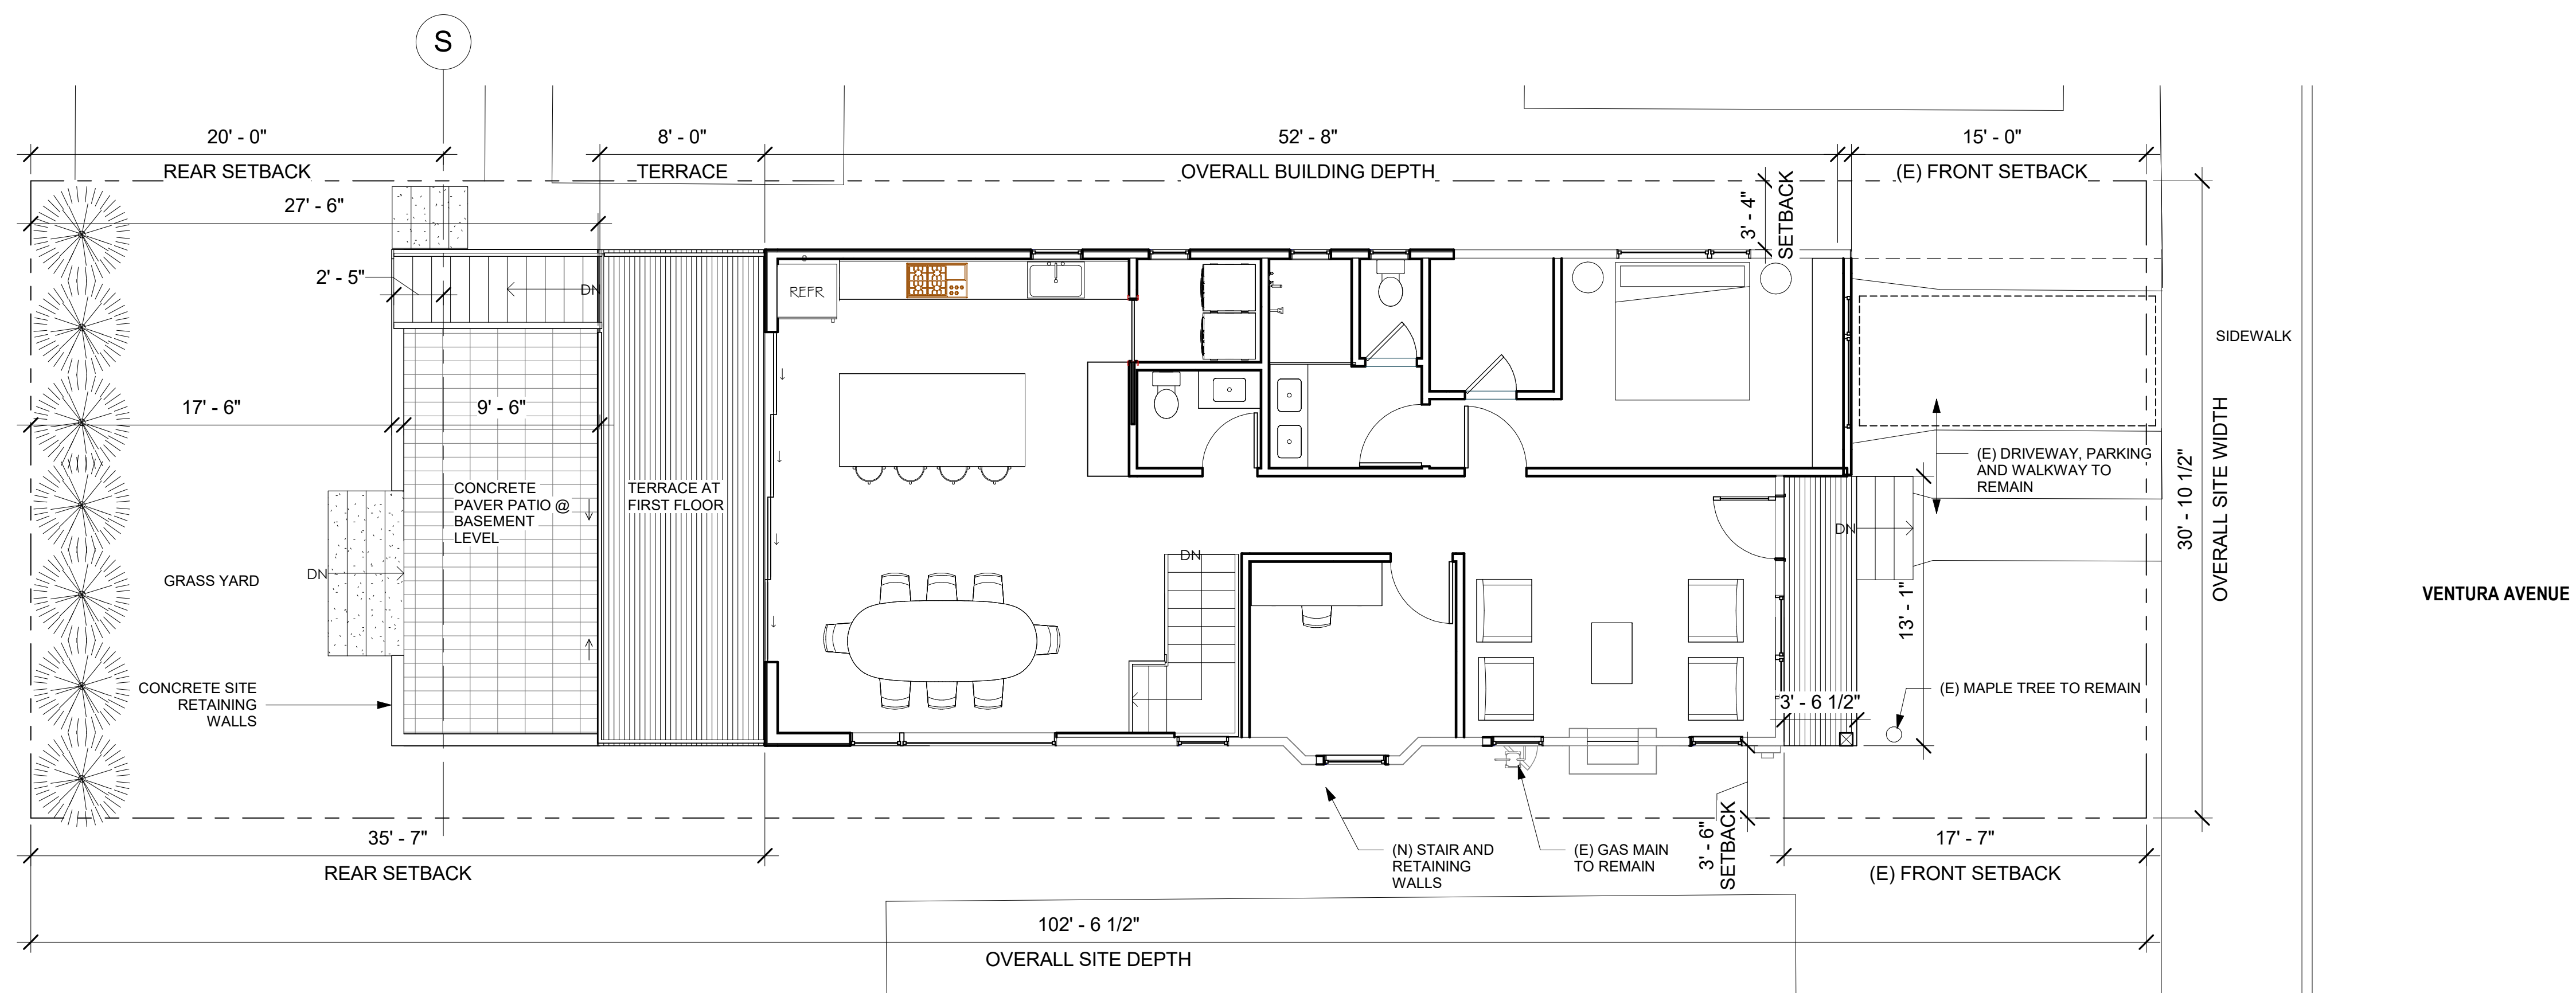 S
20' - 0"
8' - 0"
52' - 8"
15' - 0"
REAR SETBACK
TERRACE
OVERALL BUILDING DEPTH
(E) FRONT SETBACK
27' - 6"
3' - 4"
SETBACK
2' - 5"
DN
REFR
SIDEWALK
17' - 6"
9' - 6"
(E) DRIVEWAY, PARKING
AND WALKWAY TO
REMAIN
30' - 10 1/2"
OVERALL SITE WIDTH
CONCRETE
PAVER PATIO @
BASEMENT
LEVEL
TERRACE AT
FIRST FLOOR
DN
DN
DN
GRASS YARD
VENTURA AVENUE
13' - 1"
CONCRETE SITE
RETAINING
WALLS
3' - 6 1/2"
(E) MAPLE TREE TO REMAIN
35' - 7"
REAR SETBACK
(N) STAIR AND
RETAINING
WALLS
(E) GAS MAIN
TO REMAIN
3' - 6"
SETBACK
17' - 7"
(E) FRONT SETBACK
102' - 6 1/2"
OVERALL SITE DEPTH